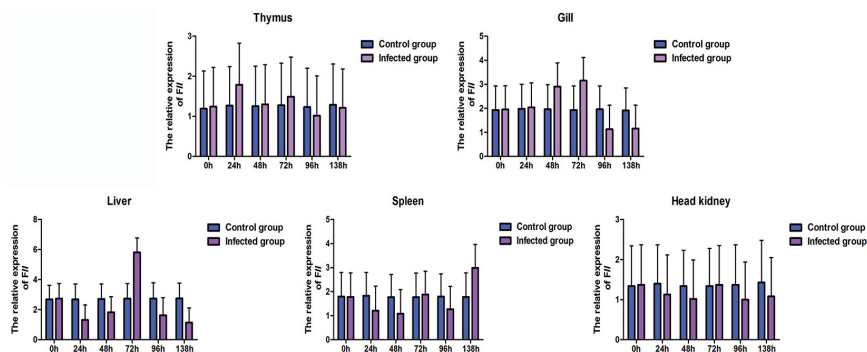 Thymus
The relative expression
of FII
3
2
1
0
0h 24h 48h 72h 96h 138h
Control group
Infected group
Gill
The relative expression
of FII
5
4
3
2
1
0
0h 24h 48h 72h 96h 138h
Control group
Infected group
Liver
The relative expression
of FII
8
6
4
2
0
0h 24h 48h 72h 96h 138h
Control group
Infected group
Spleen
The relative expression
of FII
5
4
3
2
1
0
0h 24h 48h 72h 96h 138h
Control group
Infected group
Head kidney
The relative expression
of FII
3
2
1
0
0h 24h 48h 72h 96h 138h
Control group
Infected group